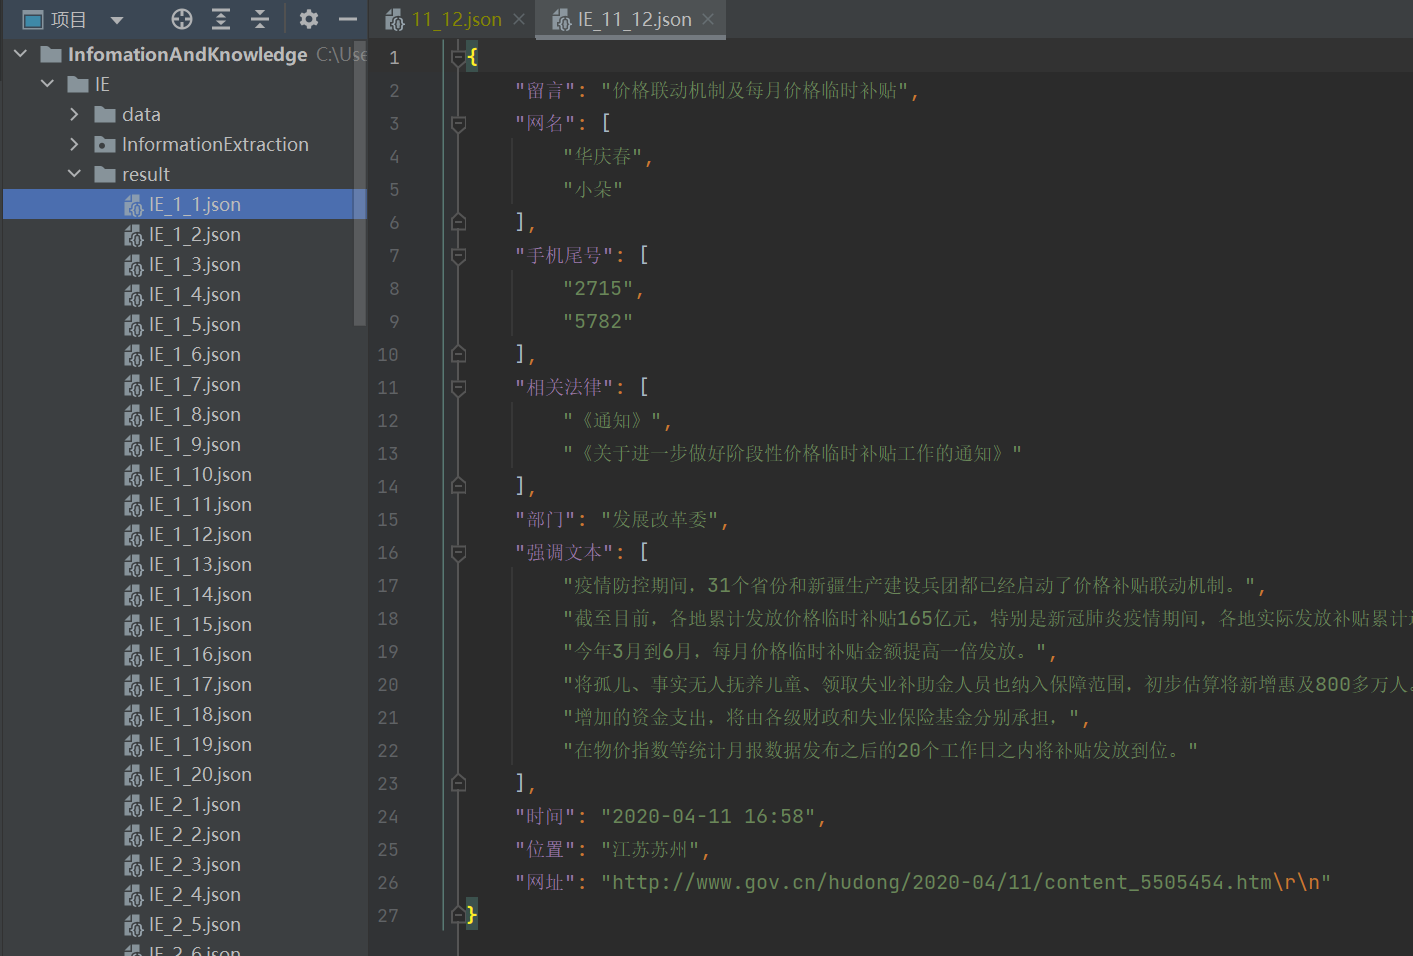 项目
11_12.json
IE_11_12.json
InfomationAndKnowledge C:\Use
IE
data
InformationExtraction
result
IE_1_1.json
IE_1_2.json
IE_1_3.json
IE_1_4.json
IE_1_5.json
IE_1_6.json
IE_1_7.json
IE_1_8.json
IE_1_9.json
IE_1_10.json
IE_1_11.json
IE_1_12.json
IE_1_13.json
IE_1_14.json
IE_1_15.json
IE_1_16.json
IE_1_17.json
IE_1_18.json
IE_1_19.json
IE_1_20.json
IE_2_1.json
IE_2_2.json
IE_2_3.json
IE_2_4.json
IE_2_5.json
IE_2_6.json
1 {
2 "留言": "价格联动机制及每月价格临时补贴",
3 "网名": [
4 "华庆春",
5 "小朵"
6 ],
7 "手机尾号": [
8 "2715",
9 "5782"
10 ],
11 "相关法律": [
12 "《通知》",
13 "《关于进一步做好阶段性价格临时补贴工作的通知》"
14 ],
15 "部门": "发展改革委",
16 "强调文本": [
17 "疫情防控期间，31个省份和新疆生产建设兵团都已经启动了价格补贴联动机制。",
18 "截至目前，各地累计发放价格临时补贴165亿元，特别是新冠肺炎疫情期间，各地实际发放补贴累计
19 "今年3月到6月，每月价格临时补贴金额提高一倍发放。",
20 "将孤儿、事实无人抚养儿童、领取失业补助金人员也纳入保障范围，初步估算将新增惠及800多万人。
21 "增加的资金支出，将由各级财政和失业保险基金分别承担，",
22 "在物价指数等统计月报数据发布之后的20个工作日之内将补贴发放到位。"
23 ],
24 "时间": "2020-04-11 16:58",
25 "位置": "江苏苏州",
26 "网址": "http://www.gov.cn/hudong/2020-04/11/content_5505454.htm\r\n"
27 }